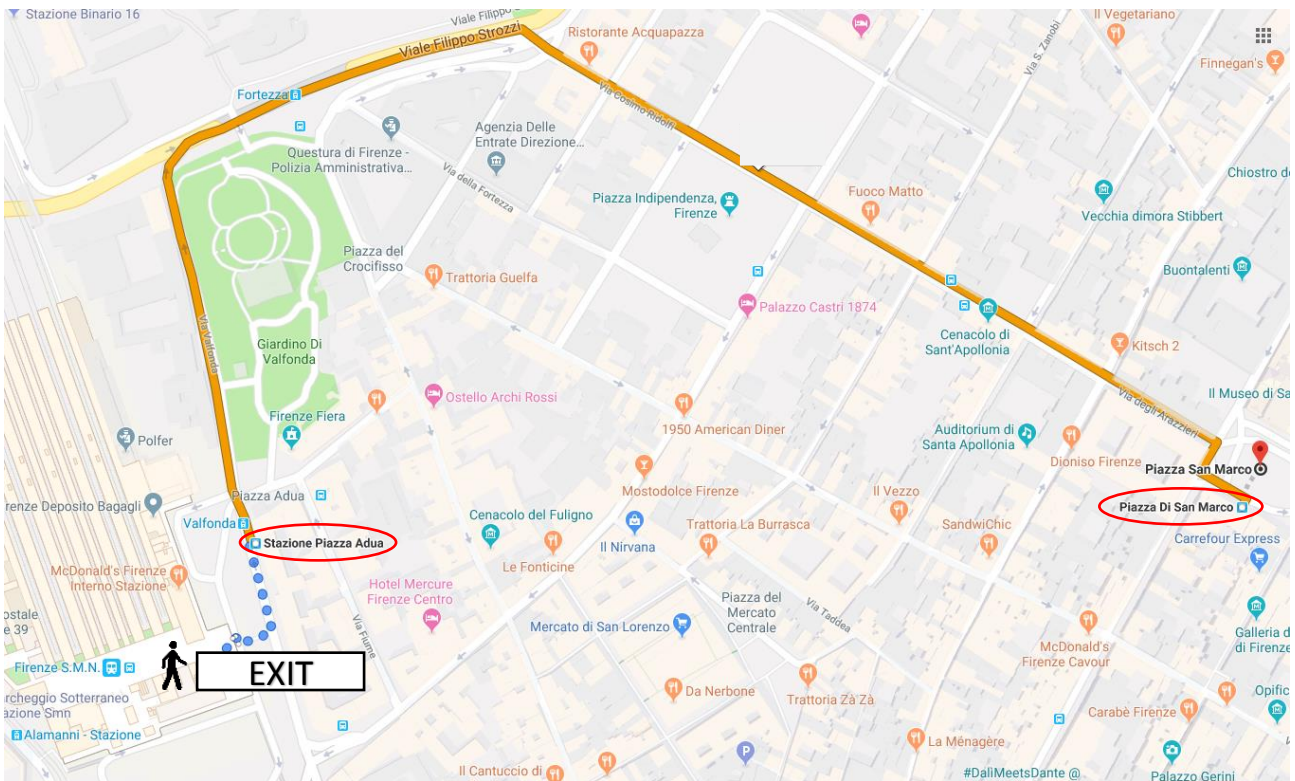 Stazione Binario 16
Viale Filippo S
Viale Filippo Strozzi
Ristorante Acquapazza
Il Vegetariano
Via S. Zanobi
Finnegan's
Fortezza
Via Cosimo Ridolfi
Agenzia Delle
Entrate Direzione...
Questura di Firenze -
Polizia Amministrativa...
Via della Fortezza
Chiostro de
Piazza Indipendenza,
Firenze
Fuoco Matto
Vecchia dimora Stibbert
Piazza del
Crocifisso
Trattoria Guelfa
Buontalenti
Palazzo Castri 1874
Via Valfonda
Giardino Di
Valfonda
Cenacolo di
Sant'Apollonia
Kitsch 2
Ostello Archi Rossi
Via degli Arazzieri
Il Museo di Sa
Firenze Fiera
1950 American Diner
Auditorium di
Santa Apollonia
Polfer
Dioniso Firenze
Piazza San Marco
Mostodolce Firenze
Il Vezzo
Piazza Adua
renze Deposito Bagagli
Piazza Di San Marco
Valfonda
Cenacolo del Fuligno
Trattoria La Burrasca
SandwiChic
Stazione Piazza Adua
Il Nirvana
Carrefour Express
McDonald's Firenze
Interno Stazione
Le Fonticine
Hotel Mercure
Firenze Centro
Piazza del
Mercato
Centrale
Via Taddea
ostale
e 39
Via Fiume
Mercato di San Lorenzo
Galleria d
di Firenze
McDonald's
Firenze Cavour
Firenze S.M.N.
EXIT
Da Nerbone
Trattoria Zà Zà
Opific
archeggio Sotterraneo
azione Smn
Carabè Firenze
Alamanni - Stazione
P
La Ménagère
Il Cantuccio di
#DaliMeetsDante @
Palazzo Gerini